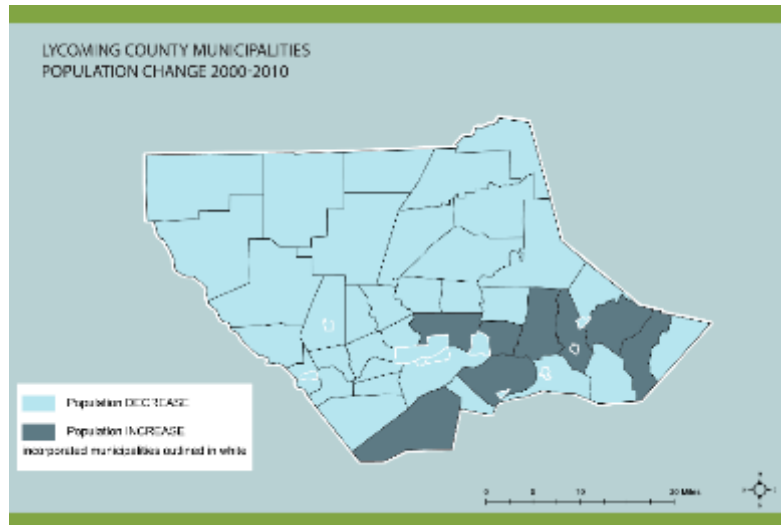 LYCOMING COUNTY MUNICIPALITIES
POPULATION CHANGE 2000-2010
Population DECREASE
Population INCREASE
incorporated municipalities outlined in white
0 5 10 20 Miles